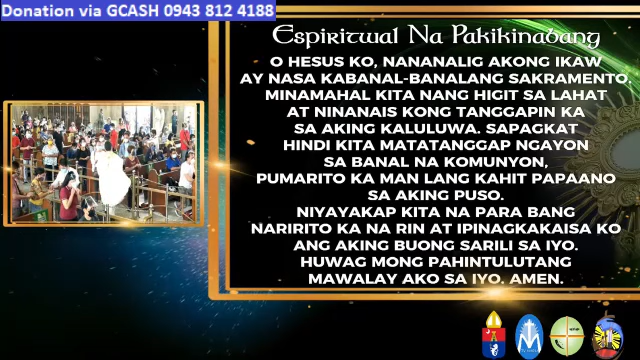 Donation via GCASH 0943 812 4188
Espiritwal Na Pakikinabang
O HESUS KO, NANANALIG AKONG IKAW
AY NASA KABANAL-BANALANG SAKRAMENTO.
MINAMAHAL KITA NANG HIGIT SA LAHAT
AT NINANAIS KONG TANGGAPIN KA
SA AKING KALULUWA. SAPAGKAT
HINDI KITA MATATANGGAP NGAYON
SA BANAL NA KOMUNYON,
PUMARITO KA MAN LANG KAHIT PAPAANO
SA AKING PUSO.
NIYAYAKAP KITA NA PARA BANG
NARIRITO KA NA RIN AT IPINAGKAKAISA KO
ANG AKING BUONG SARILI SA IYO.
HUWAG MONG PAHINTULUTANG
MAWALAY AKO SA IYO. AMEN.